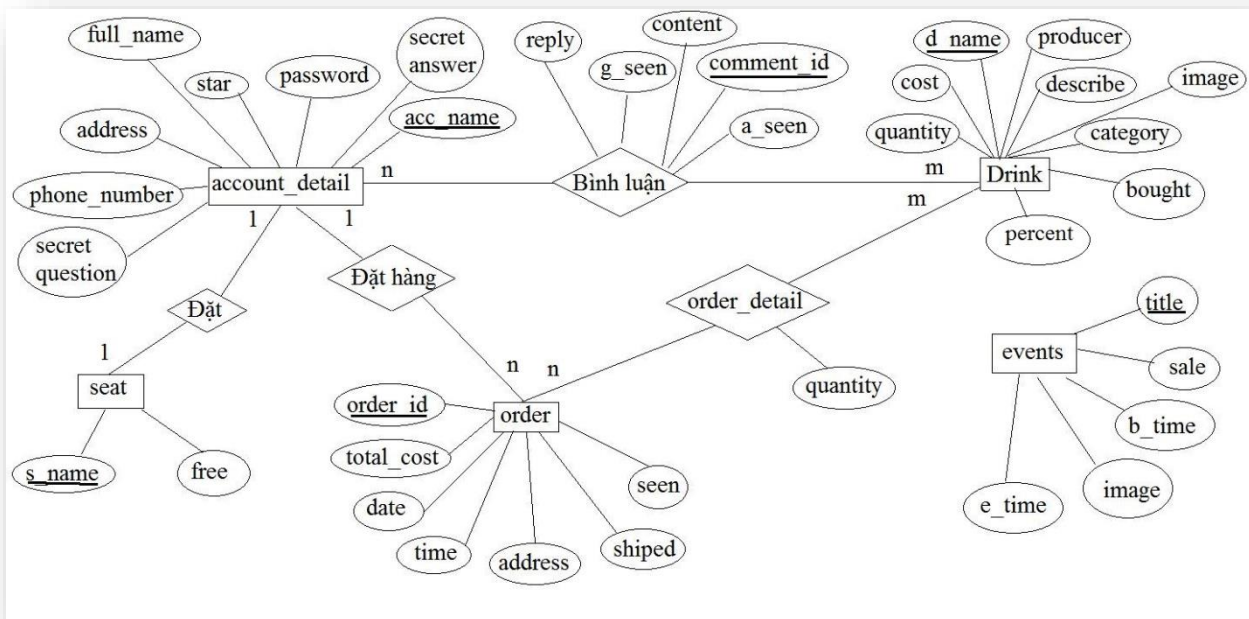 full_name
star
password
secret
answer
acc_name
address
phone_number
secret
question
account_detail
n
reply
g_seen
content
comment_id
a_seen
Bình luận
m
d_name
producer
image
cost
describe
quantity
category
Drink
bought
percent
m
1
1
Đặt
Đặt hàng
order_detail
quantity
1
n
n
seat
s_name
free
order_id
order
total_cost
date
time
address
shiped
seen
title
events
sale
b_time
image
e_time